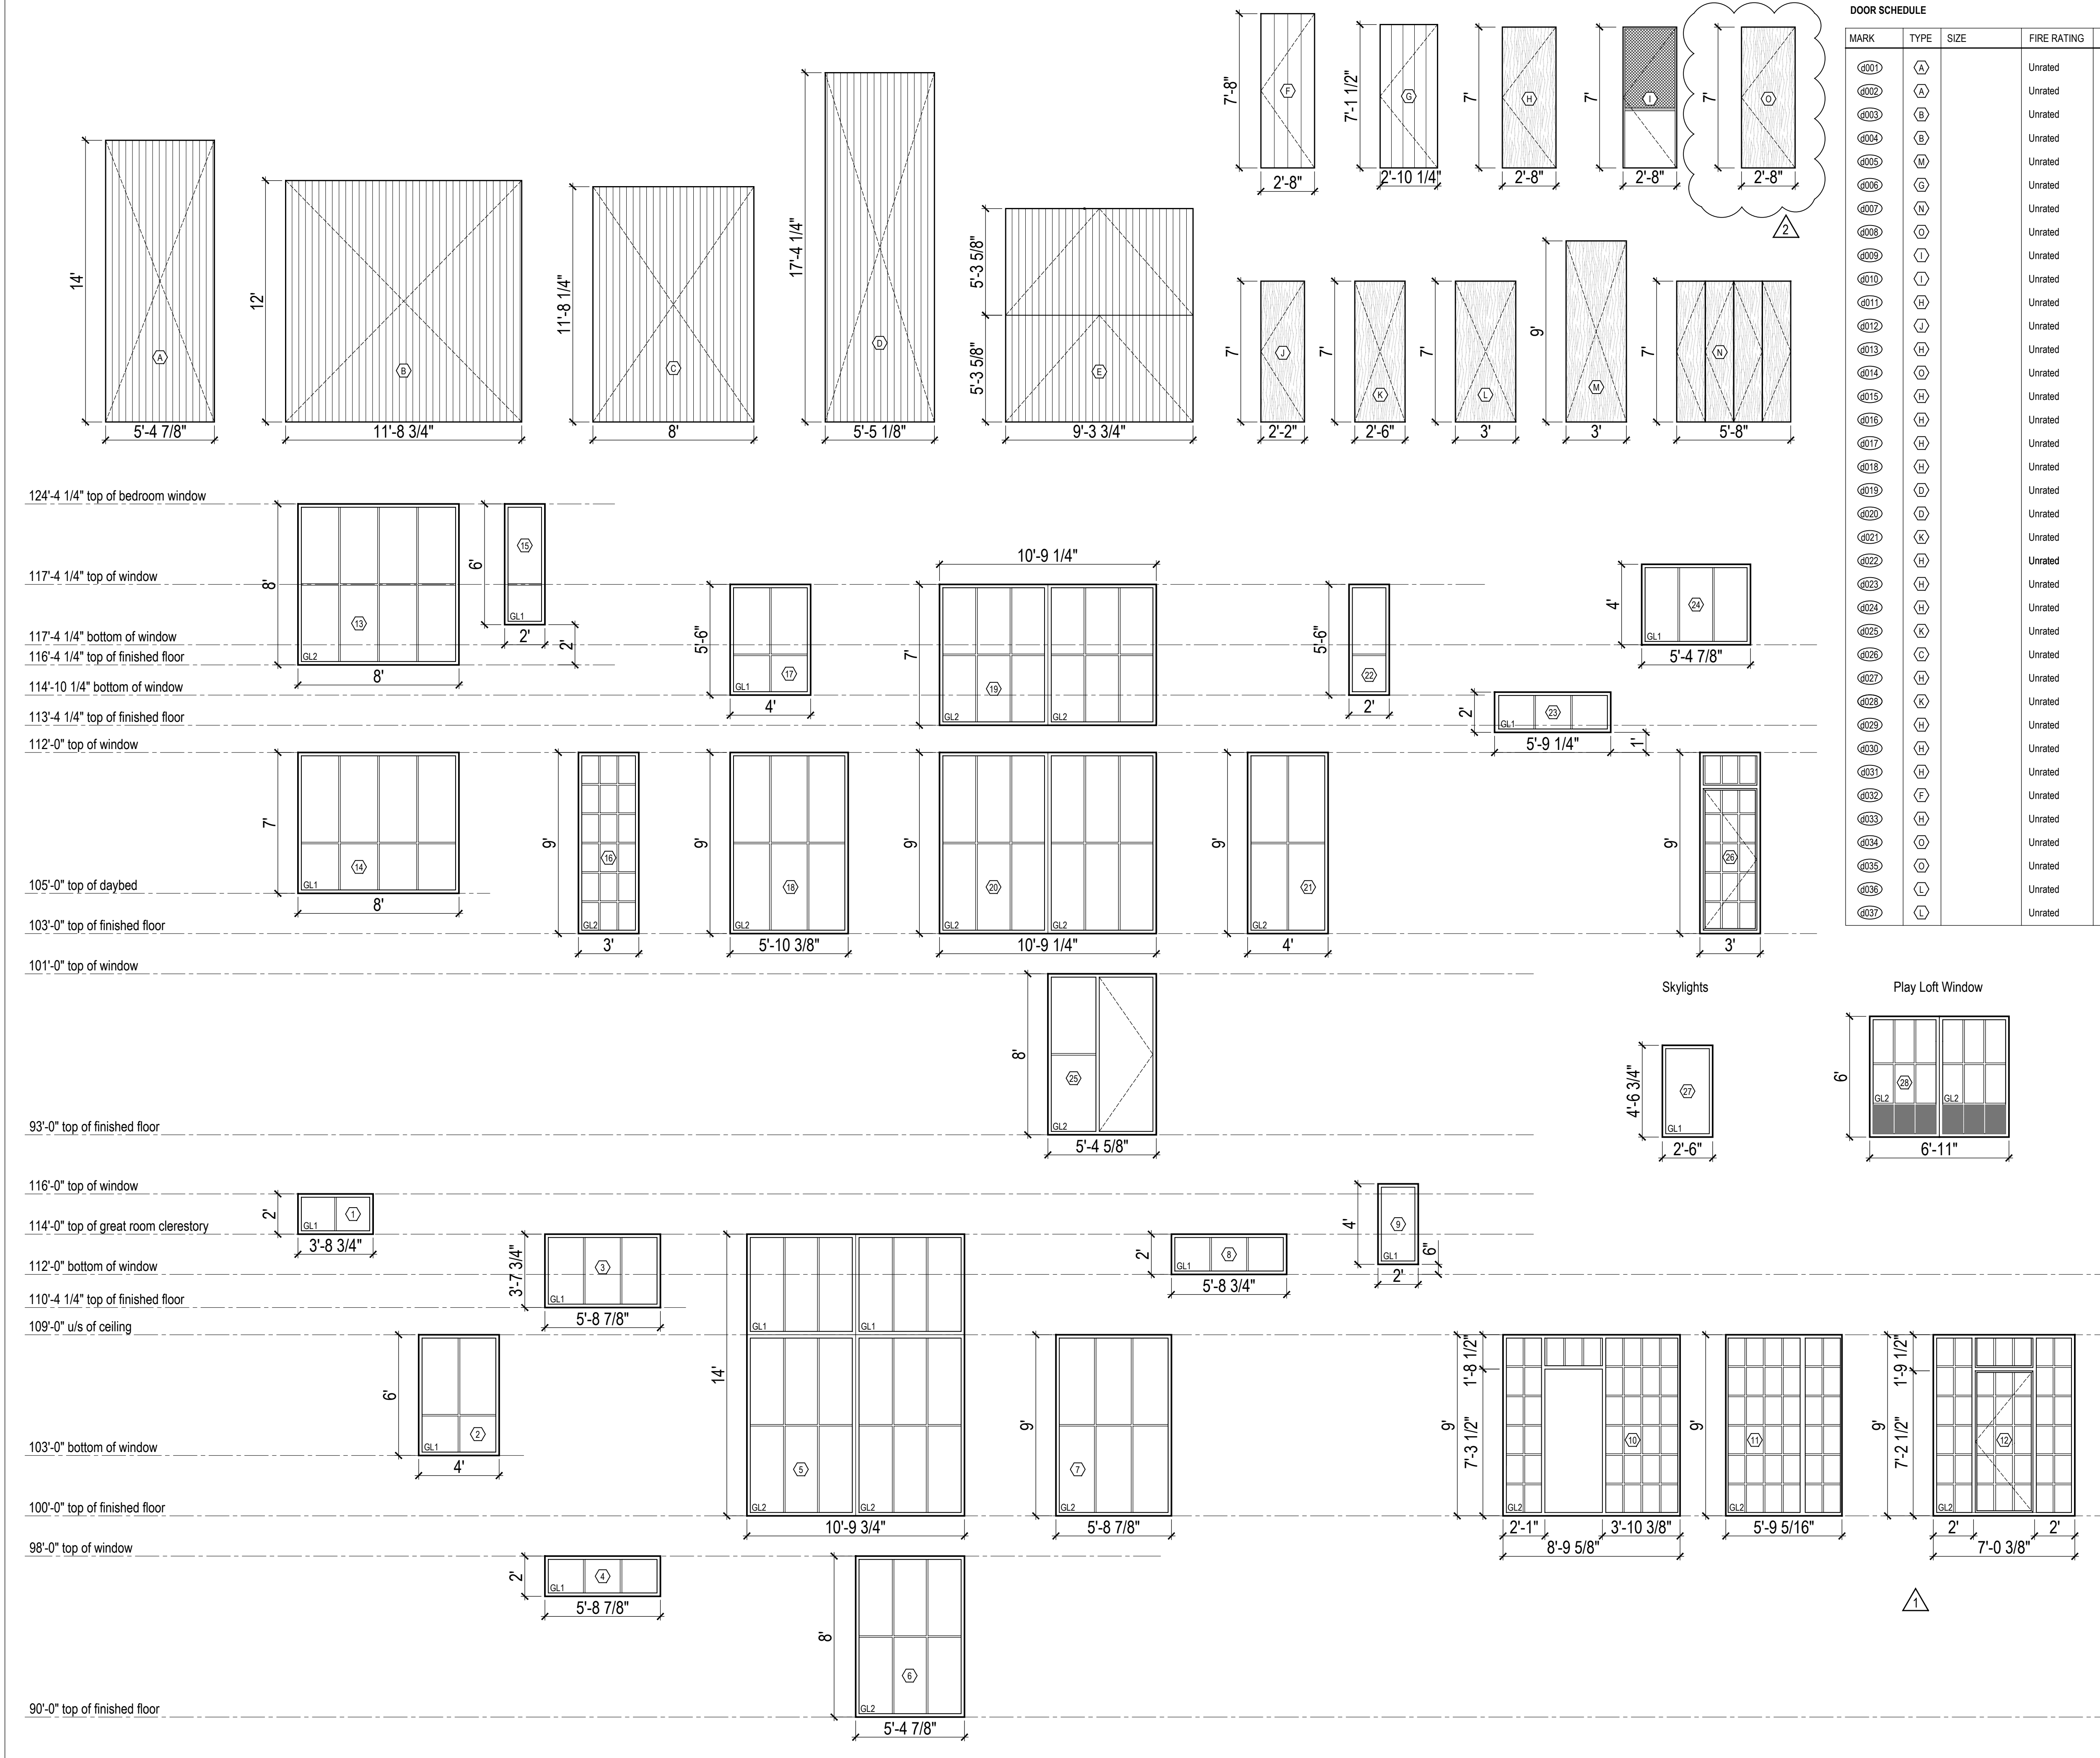 DOOR SCHEDULE
MARK TYPE SIZE FIRE RATING
d001 A Unrated
d002 A Unrated
d003 B Unrated
d004 B Unrated
d005 M Unrated
d006 G Unrated
d007 N Unrated
d008 O Unrated
d009 I Unrated
d010 I Unrated
d011 H Unrated
d012 J Unrated
d013 H Unrated
d014 O Unrated
d015 H Unrated
d016 H Unrated
d017 H Unrated
d018 H Unrated
d019 D Unrated
d020 D Unrated
d021 K Unrated
d022 H Unrated
d023 H Unrated
d024 H Unrated
d025 K Unrated
d026 C Unrated
d027 H Unrated
d028 K Unrated
d029 H Unrated
d030 H Unrated
d031 H Unrated
d032 F Unrated
d033 H Unrated
d034 O Unrated
d035 O Unrated
d036 L Unrated
d037 L Unrated
7'-8" F 2'-8"
7'-1 1/2" G 2'-10 1/4"
7' H 2'-8"
7' I 2'-8"
7' O 2'-8"
2
14' A 5'-4 7/8"
12' B 11'-8 3/4"
11'-8 1/4" C 8'
17'-4 1/4" D 5'-5 1/8"
5'-3 5/8" 5'-3 5/8" E 9'-3 3/4"
7' J 2'-2"
7' K 2'-6"
7' L 3'
9' M 3'
7' N 5'-8"
124'-4 1/4" top of bedroom window
117'-4 1/4" top of window
117'-4 1/4" bottom of window
116'-4 1/4" top of finished floor
114'-10 1/4" bottom of window
113'-4 1/4" top of finished floor
8' 13 GL2 8'
6' 15 GL1 2' 2'
5'-6" 17 GL1 4'
10'-9 1/4" 7' 19 GL2 GL2
5'-6" 22 2'
4' 24 GL1 5'-4 7/8"
2' 23 GL1 5'-9 1/4" 1'
112'-0" top of window
105'-0" top of daybed
103'-0" top of finished floor
7' 14 GL1 8'
9' 16 GL2 3'
9' 18 GL2 5'-10 3/8"
9' 20 GL2 GL2 10'-9 1/4"
9' 21 GL2 4'
9' 26 3'
101'-0" top of window
93'-0" top of finished floor
8' 25 GL2 5'-4 5/8"
Skylights
4'-6 3/4" 27 GL1 2'-6"
Play Loft Window
6' 28 GL2 GL2 6'-11"
116'-0" top of window
114'-0" top of great room clerestory
112'-0" bottom of window
110'-4 1/4" top of finished floor
109'-0" u/s of ceiling
103'-0" bottom of window
100'-0" top of finished floor
2' 1 GL1 3'-8 3/4"
6' 2 GL1 4'
3'-7 3/4" 3 GL1 5'-8 7/8"
14' GL1 GL1 5 GL2 GL2 10'-9 3/4"
9' 7 GL2 5'-8 7/8"
2' 8 GL1 5'-8 3/4"
4' 9 GL1 2' 6"
9' 1'-8 1/2" 7'-3 1/2" 10 GL2 2'-1" 3'-10 3/8" 8'-9 5/8"
9' 11 GL2 5'-9 5/16"
9' 1'-9 1/2" 7'-2 1/2" 12 GL2 2' 2' 7'-0 3/8"
1
98'-0" top of window
90'-0" top of finished floor
2' 4 GL1 5'-8 7/8"
8' 6 GL2 5'-4 7/8"